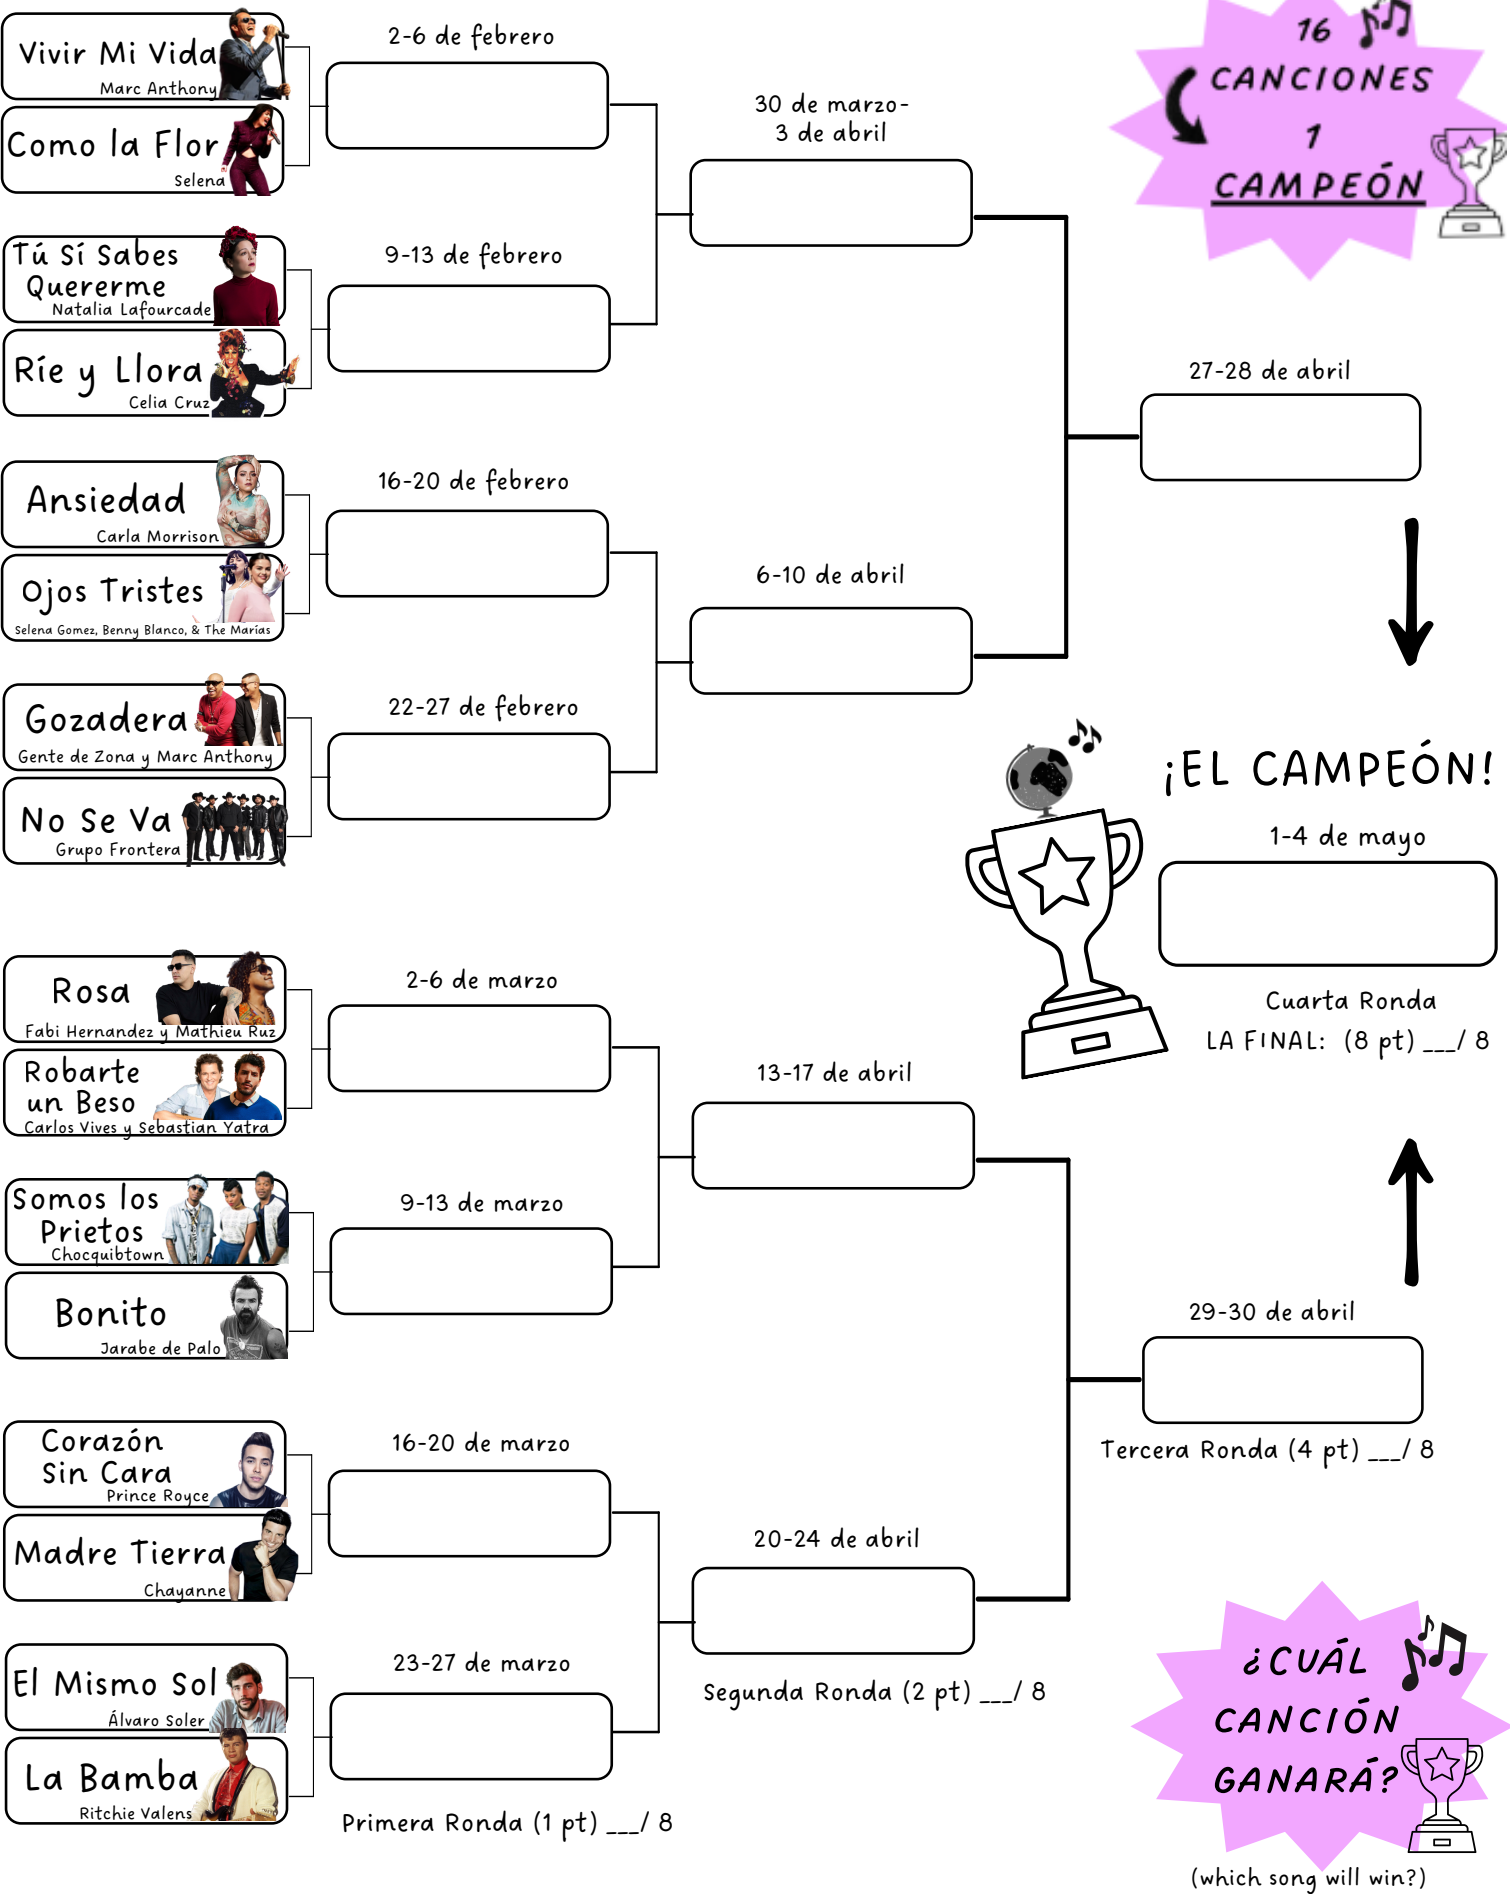 Vivir Mi Vida
Marc Anthony
Como la Flor
Selena
2-6 de febrero
Tú Sí Sabes
Quererme
Natalia Lafourcade
Ríe y Llora
Celia Cruz
9-13 de febrero
30 de marzo-
3 de abril
Ansiedad
Carla Morrison
Ojos Tristes
Selena Gomez, Benny Blanco, & The Marías
16-20 de febrero
Gozadera
Gente de Zona y Marc Anthony
No Se Va
Grupo Frontera
22-27 de febrero
6-10 de abril
27-28 de abril
16
CANCIONES
1
CAMPEÓN
¡EL CAMPEÓN!
1-4 de mayo
Cuarta Ronda
LA FINAL: (8 pt) ___/ 8
Rosa
Fabi Hernandez y Mathieu Ruz
Robarte
un Beso
Carlos Vives y Sebastian Yatra
2-6 de marzo
Somos los
Prietos
Chocquibtown
Bonito
Jarabe de Palo
9-13 de marzo
13-17 de abril
Corazón
Sin Cara
Prince Royce
Madre Tierra
Chayanne
16-20 de marzo
El Mismo Sol
Álvaro Soler
La Bamba
Ritchie Valens
23-27 de marzo
Primera Ronda (1 pt) ___/ 8
20-24 de abril
Segunda Ronda (2 pt) ___/ 8
29-30 de abril
Tercera Ronda (4 pt) ___/ 8
¿CUÁL
CANCIÓN
GANARÁ?
(which song will win?)